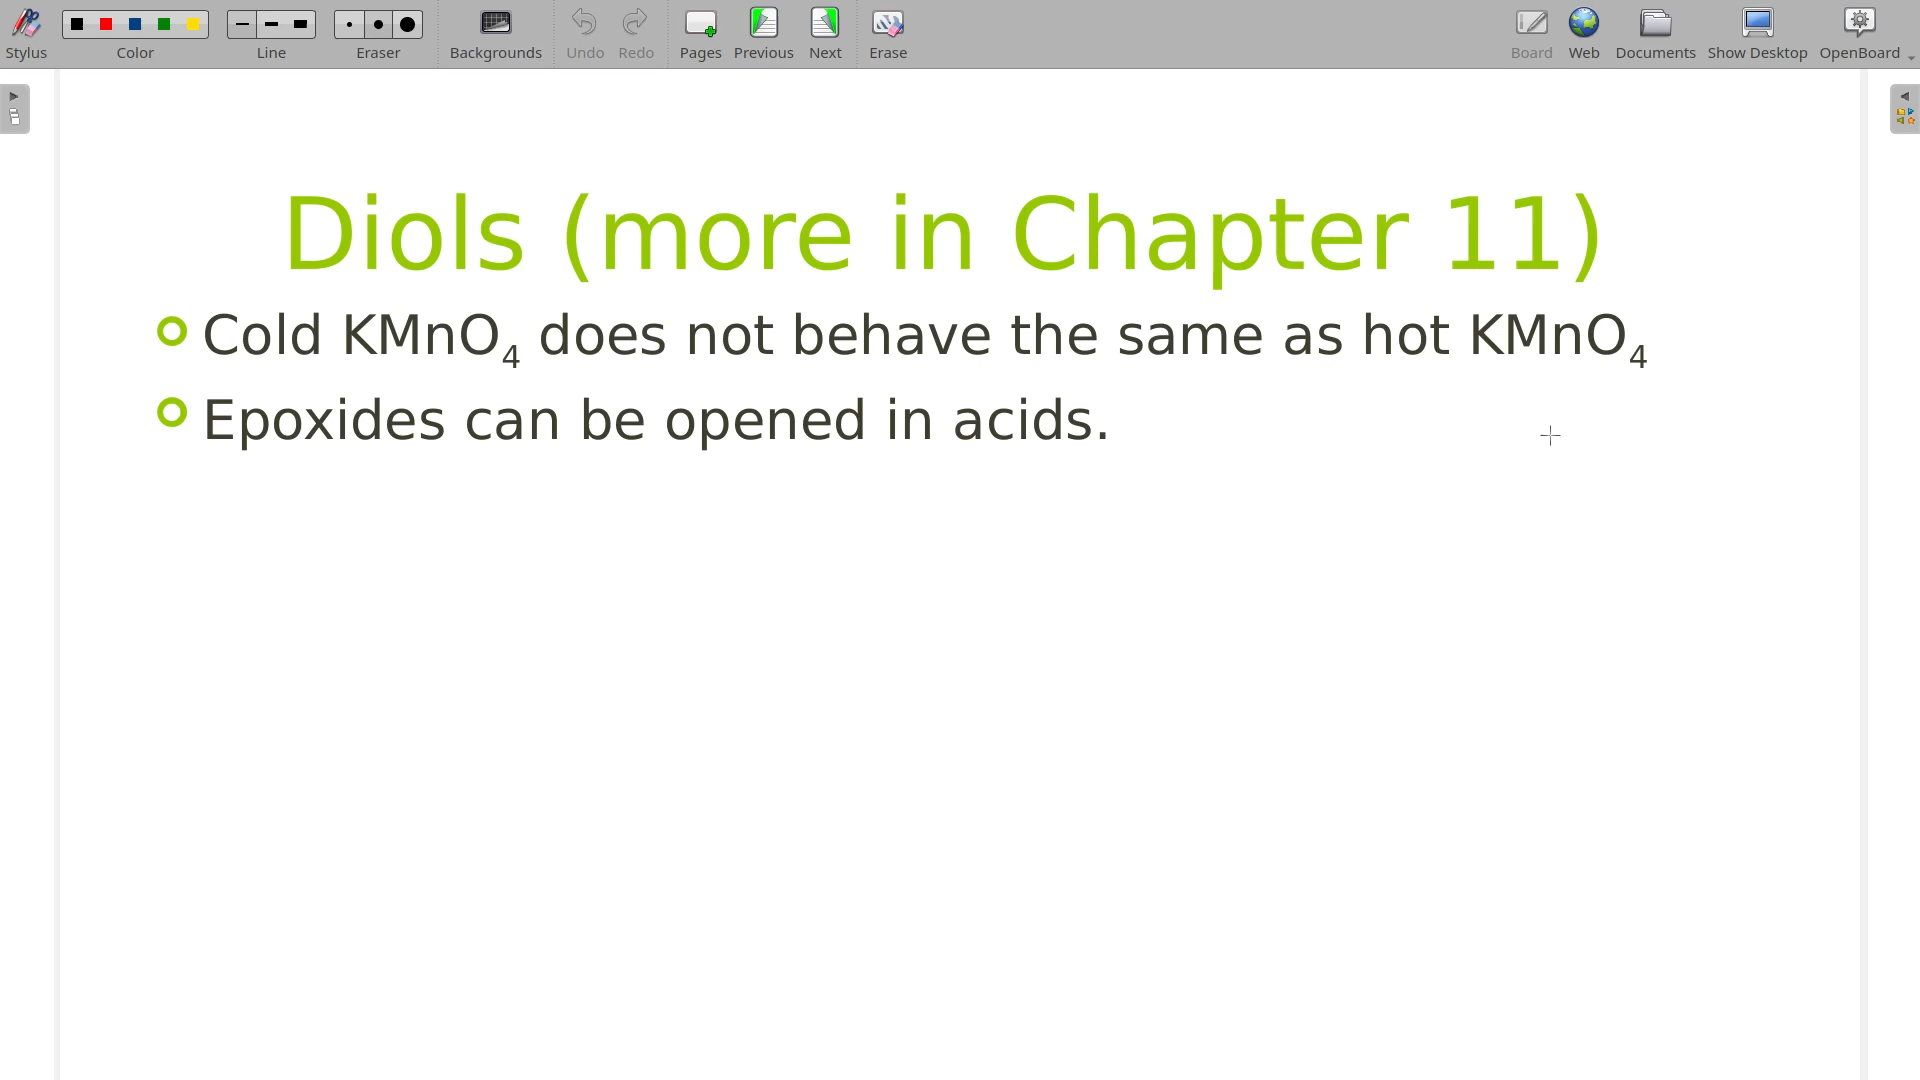 Stylus Color Line Eraser Backgrounds Undo Redo Pages Previous Next Erase Board Web Documents Show Desktop OpenBoard
Diols (more in Chapter 11)
Cold KMnO₄ does not behave the same as hot KMnO₄
Epoxides can be opened in acids.